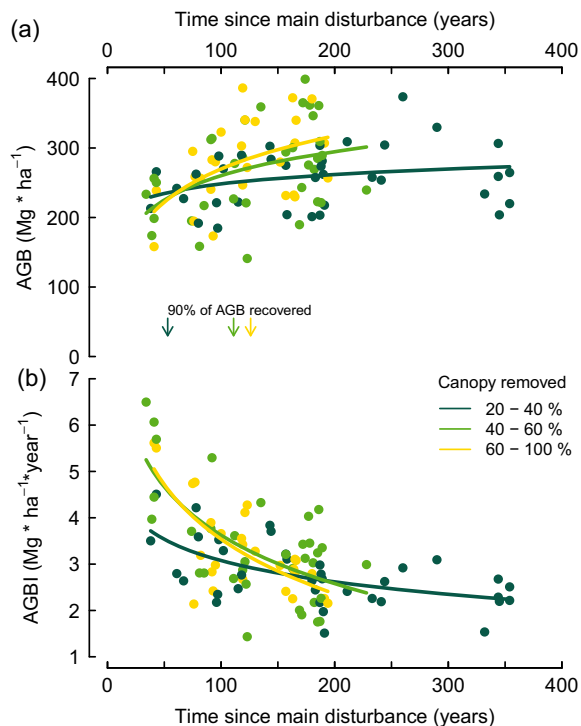 (a)
Time since main disturbance (years)
0 100 200 300 400
400
300
200
100
0
AGB (Mg * ha⁻¹)
90% of AGB recovered
(b)
7
6
5
4
3
2
1
AGBI (Mg * ha⁻¹*year⁻¹)
Canopy removed
20 − 40 %
40 − 60 %
60 − 100 %
0 100 200 300 400
Time since main disturbance (years)